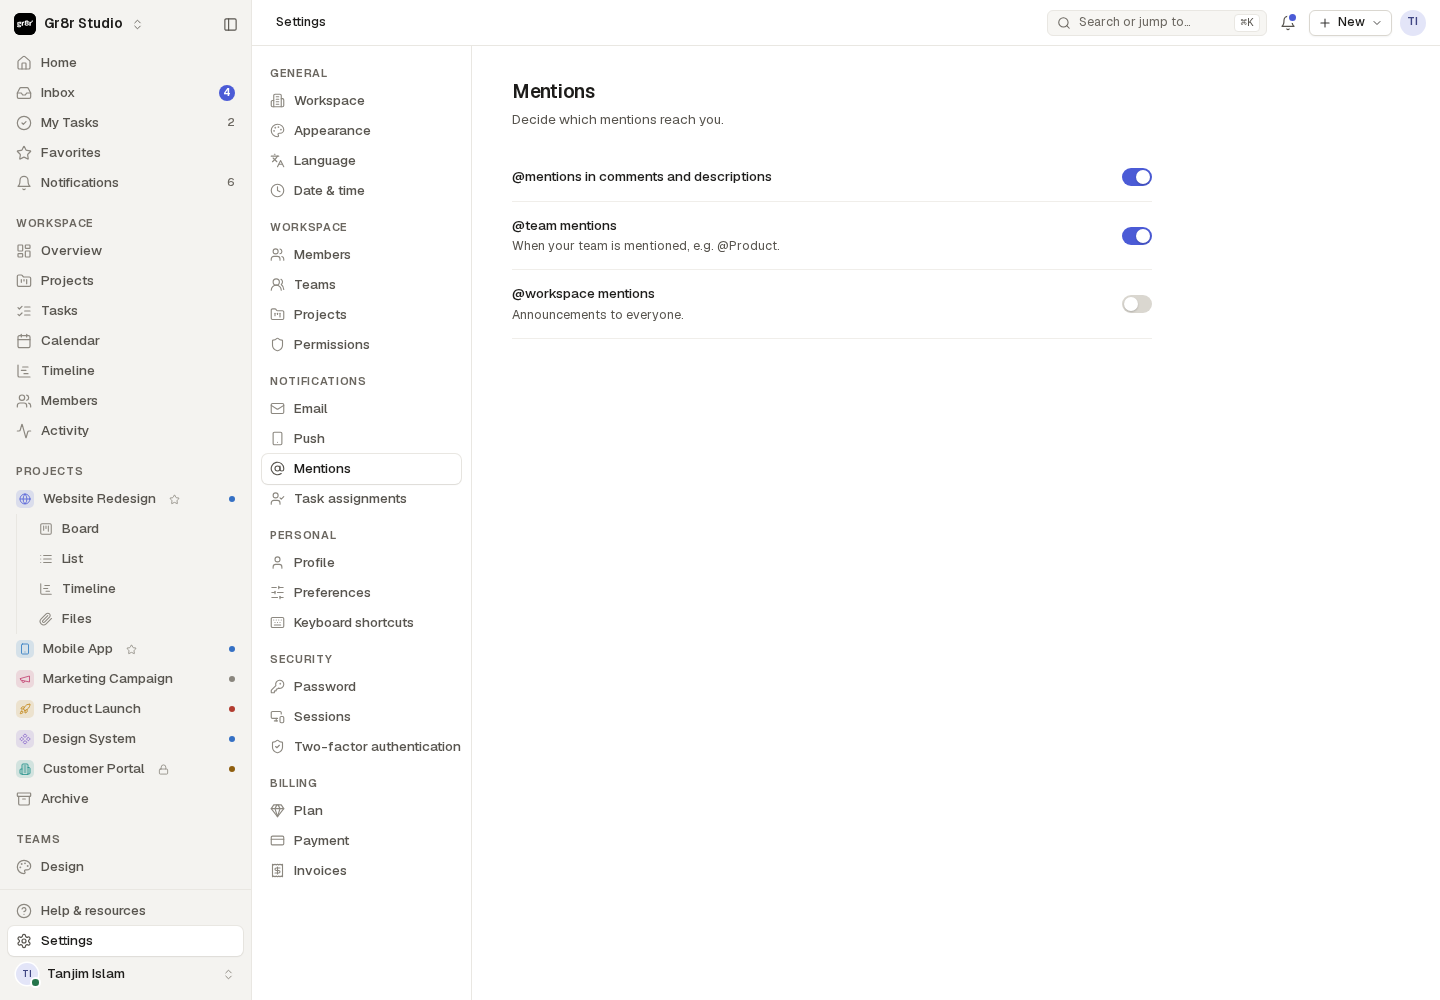 gr8r
Gr8r Studio
Home
Inbox
4
My Tasks
2
Favorites
Notifications
6
WORKSPACE
Overview
Projects
Tasks
Calendar
Timeline
Members
Activity
PROJECTS
Website Redesign
Board
List
Timeline
Files
Mobile App
Marketing Campaign
Product Launch
Design System
Customer Portal
Archive
TEAMS
Design
Help & resources
Settings
TI
Tanjim Islam
Settings
Search or jump to...
⌘K
New
TI
GENERAL
Workspace
Appearance
Language
Date & time
WORKSPACE
Members
Teams
Projects
Permissions
NOTIFICATIONS
Email
Push
Mentions
Task assignments
PERSONAL
Profile
Preferences
Keyboard shortcuts
SECURITY
Password
Sessions
Two-factor authentication
BILLING
Plan
Payment
Invoices
Mentions
Decide which mentions reach you.
@mentions in comments and descriptions
@team mentions
When your team is mentioned, e.g. @Product.
@workspace mentions
Announcements to everyone.